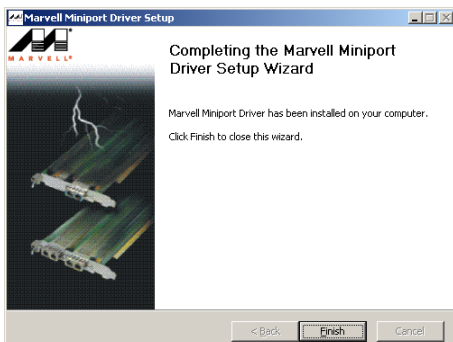 Marvell Miniport Driver Setup
MARVELL®
Completing the Marvell Miniport
Driver Setup Wizard
Marvell Miniport Driver has been installed on your computer.
Click Finish to close this wizard.
< Back
Finish
Cancel